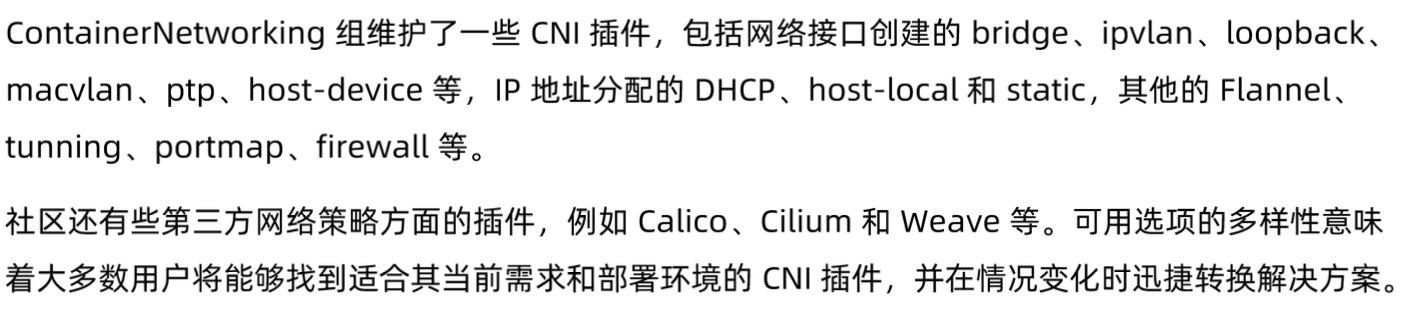 ContainerNetworking 组维护了一些 CNI 插件，包括网络接口创建的 bridge、ipvlan、loopback、
macvlan、ptp、host-device 等，IP 地址分配的 DHCP、host-local 和 static，其他的 Flannel、
tunning、portmap、firewall 等。
社区还有些第三方网络策略方面的插件，例如 Calico、Cilium 和 Weave 等。可用选项的多样性意味
着大多数用户将能够找到适合其当前需求和部署环境的 CNI 插件，并在情况变化时迅捷转换解决方案。